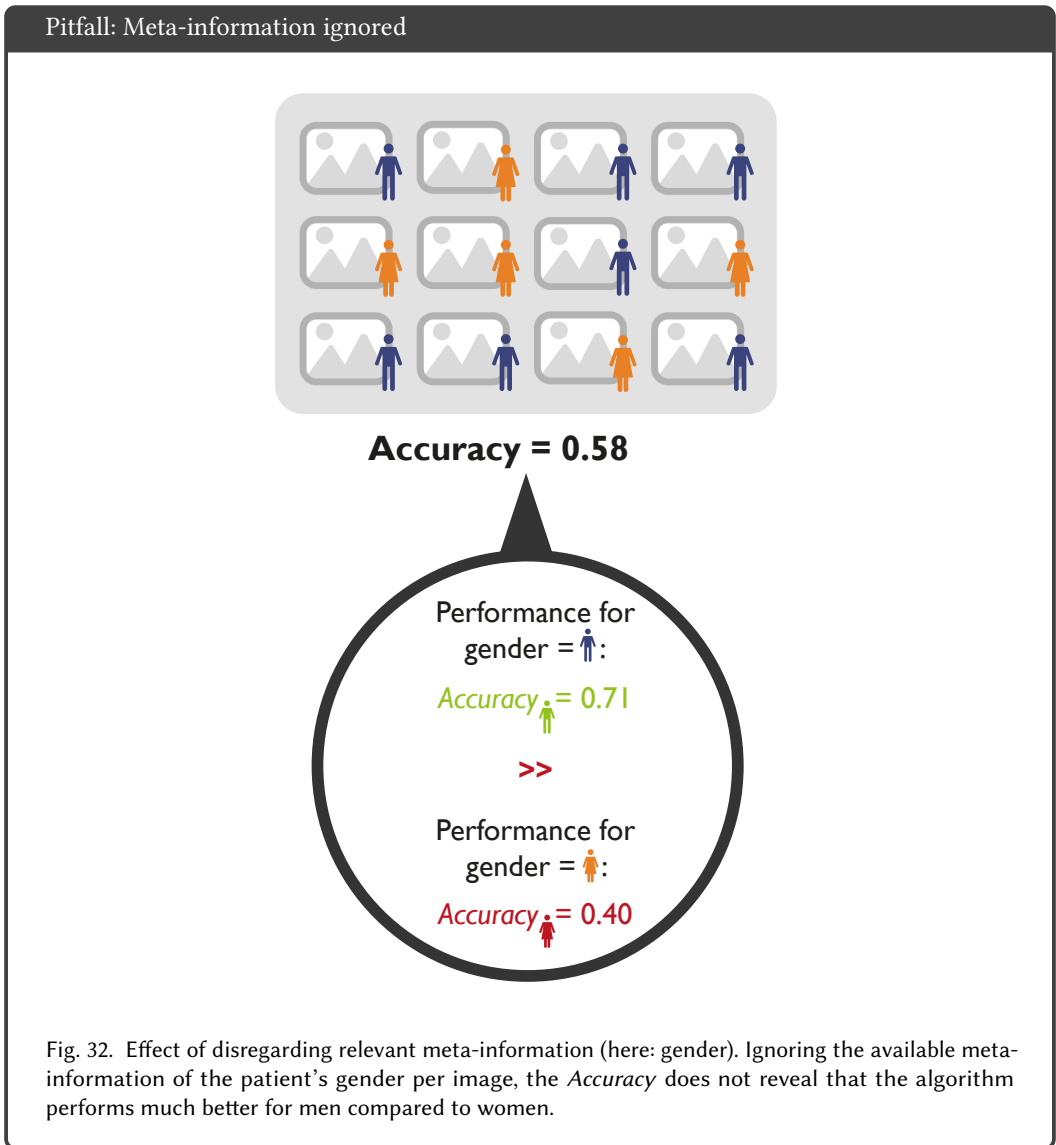 Pitfall: Meta-information ignored
Accuracy = 0.58
Performance for
gender = :
Accuracy = 0.71
>>
Performance for
gender = :
Accuracy = 0.40
Fig. 32. Effect of disregarding relevant meta-information (here: gender). Ignoring the available meta-
information of the patient's gender per image, the Accuracy does not reveal that the algorithm
performs much better for men compared to women.